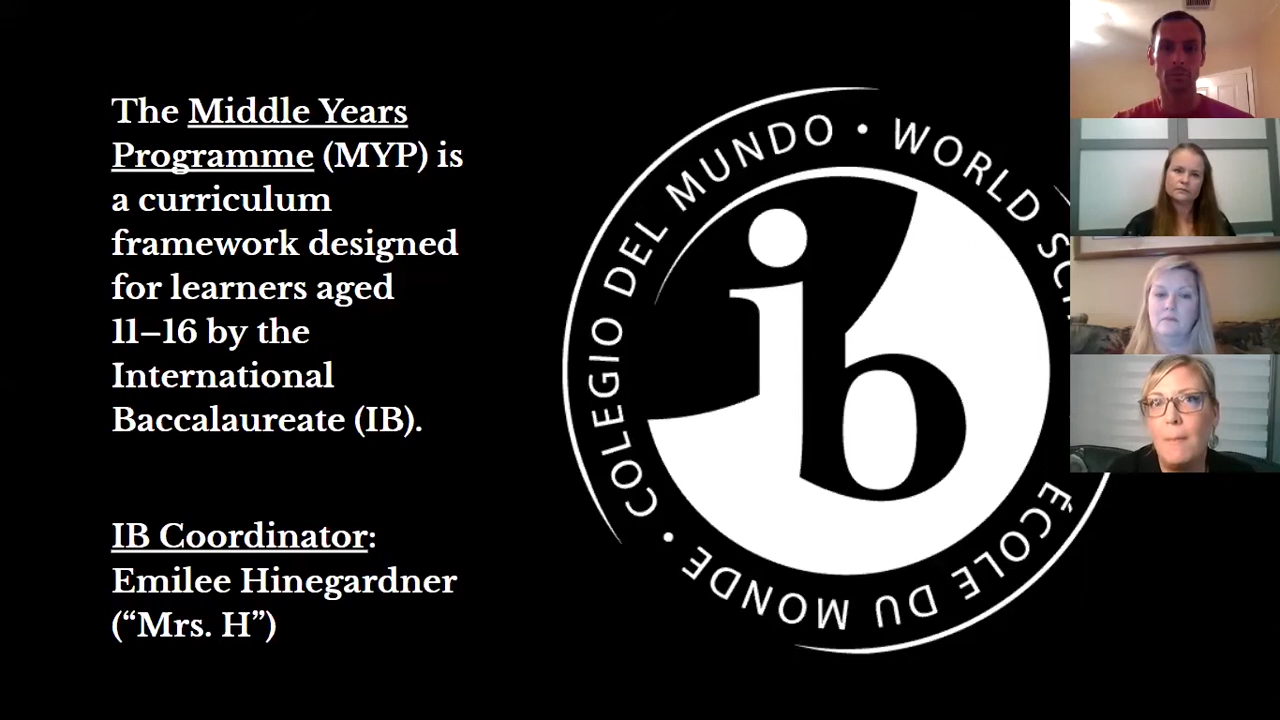 The Middle Years
Programme (MYP) is
a curriculum
framework designed
for learners aged
11–16 by the
International
Baccalaureate (IB).
IB Coordinator:
Emilee Hinegardner
(“Mrs. H”)
COLEGIO DEL MUNDO • WORLD SC
ÉCOLE DU MONDE •
ib